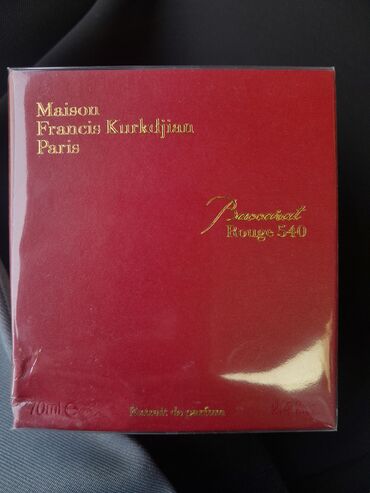 Maison
Francis Kurkdjian
Paris
Baccarat
Rouge 540
70ml ℮ Extrait de parfum